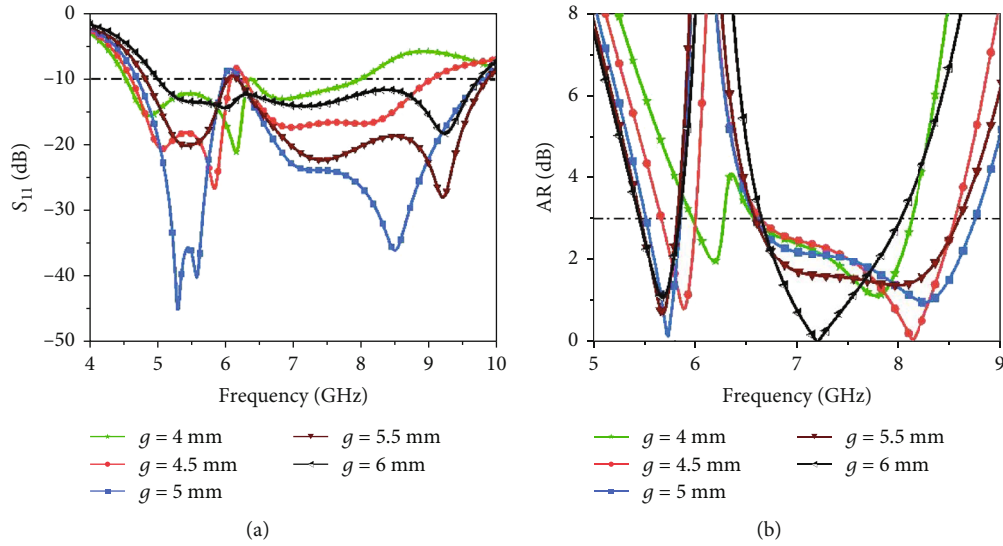 0
–10
–20
–30
–40
–50
S11 (dB)
4 5 6 7 8 9 10
Frequency (GHz)
g = 4 mm
g = 4.5 mm
g = 5 mm
g = 5.5 mm
g = 6 mm
(a)
8
6
4
2
0
AR (dB)
5 6 7 8 9
Frequency (GHz)
g = 4 mm
g = 4.5 mm
g = 5 mm
g = 5.5 mm
g = 6 mm
(b)